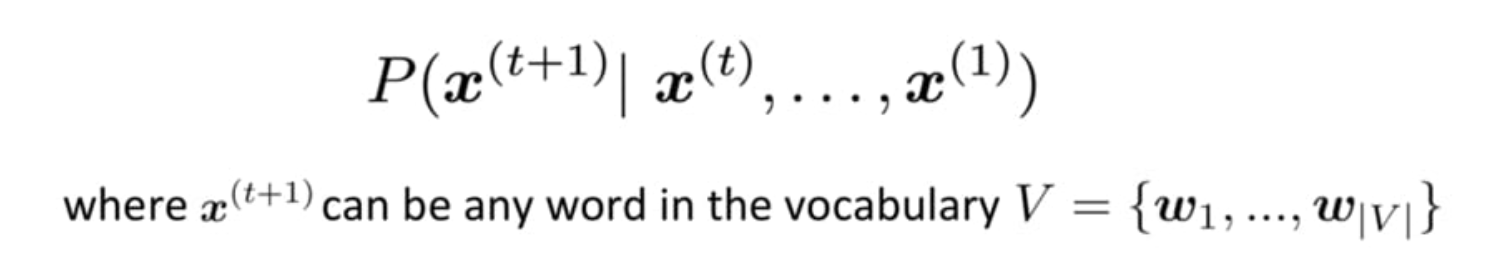 P(x^(t+1)| x^(t), . . . , x^(1))
where x^(t+1) can be any word in the vocabulary V = {w_1, ..., w_|V|}